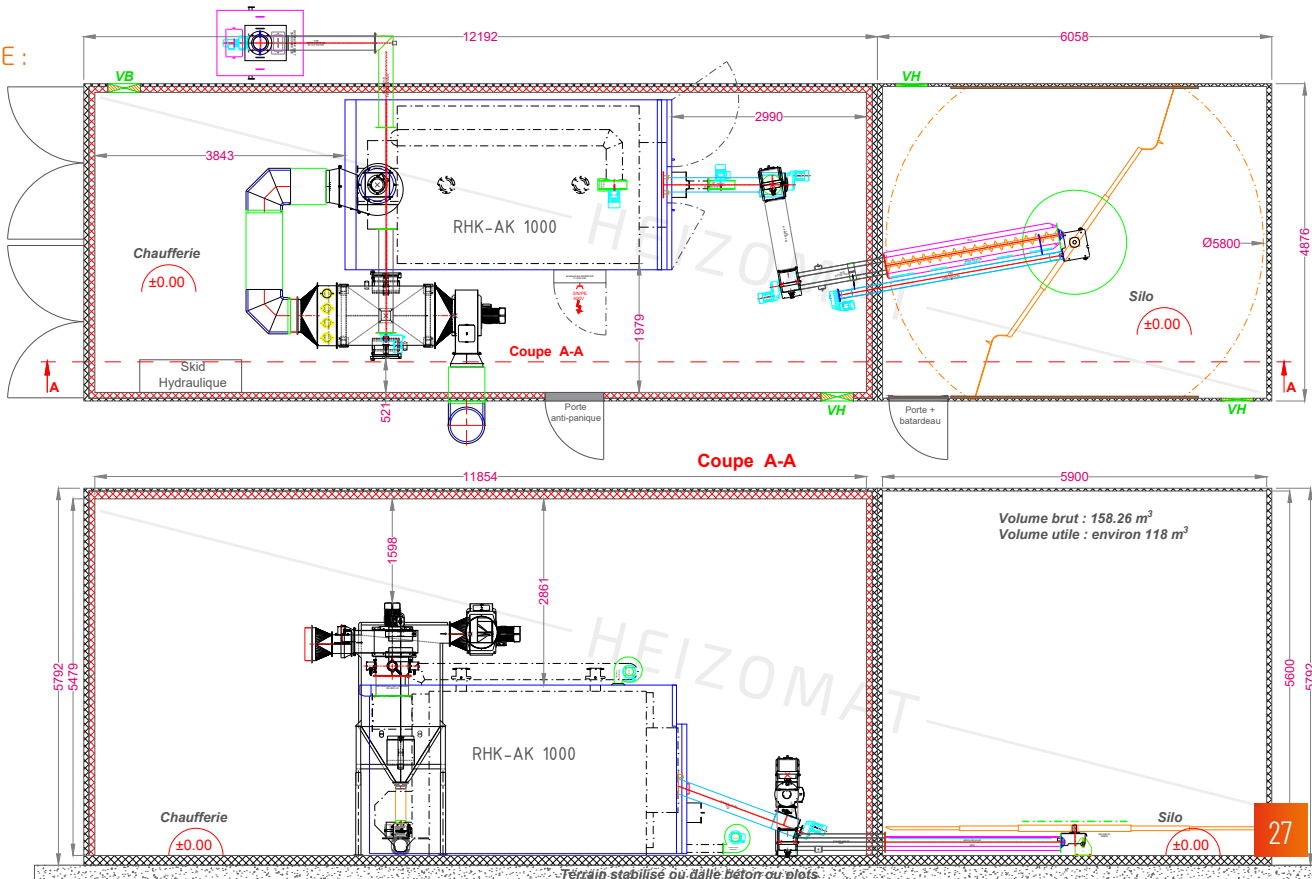 E :
12192
6058
VB
VH
2990
3843
RHK-AK 1000
HEIZOMAT
Chaufferie
±0.00
Ø5800
4876
Silo
±0.00
1979
Coupe A-A
Skid
Hydraulique
A
A
521
Porte
anti-panique
VH
Porte +
batardeau
VH
Coupe A-A
11854
5900
Volume brut : 158.26 m³
Volume utile : environ 118 m³
1598
2861
5792
5479
5600
5792
HEIZOMAT
RHK-AK 1000
Chaufferie
±0.00
Silo
±0.00
27
Terrain stabilisé ou dalle béton ou plots